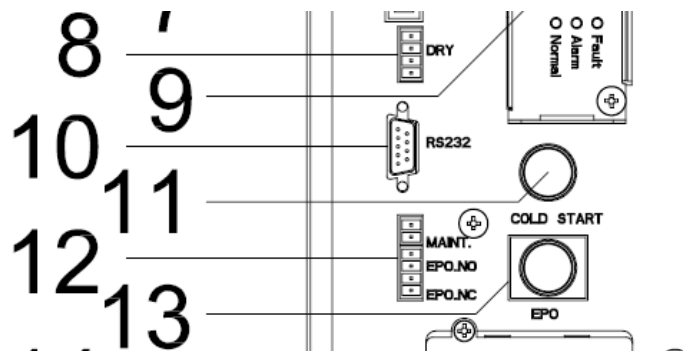 8
DRY
9
Normal
Alarm
Fault
10
RS232
11
COLD START
12
MAINT.
EPO.NO
EPO.NC
13
EPO